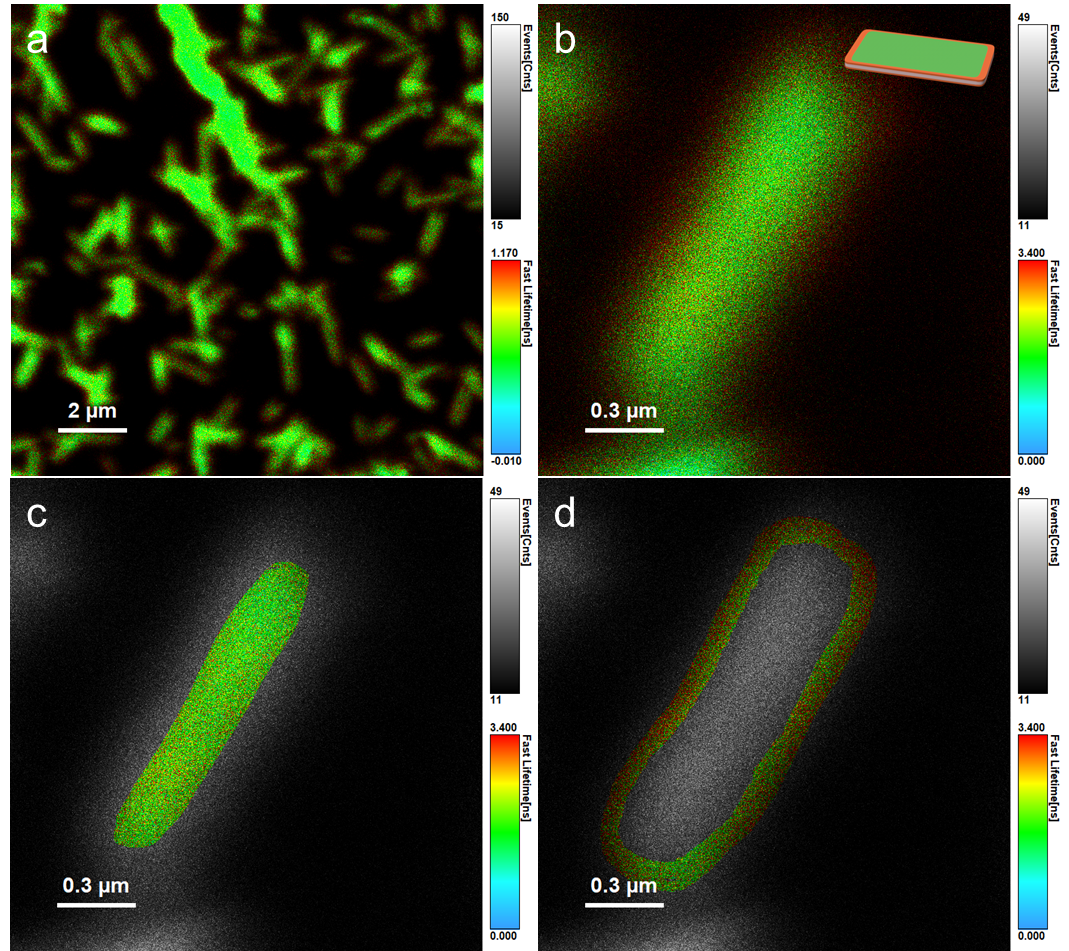 a
150
Events[Cnts]
15
1.170
Fast Lifetime[ns]
-0.010
2 µm
b
49
Events[Cnts]
11
3.400
Fast Lifetime[ns]
0.000
0.3 µm
c
49
Events[Cnts]
11
3.400
Fast Lifetime[ns]
0.000
0.3 µm
d
49
Events[Cnts]
11
3.400
Fast Lifetime[ns]
0.000
0.3 µm